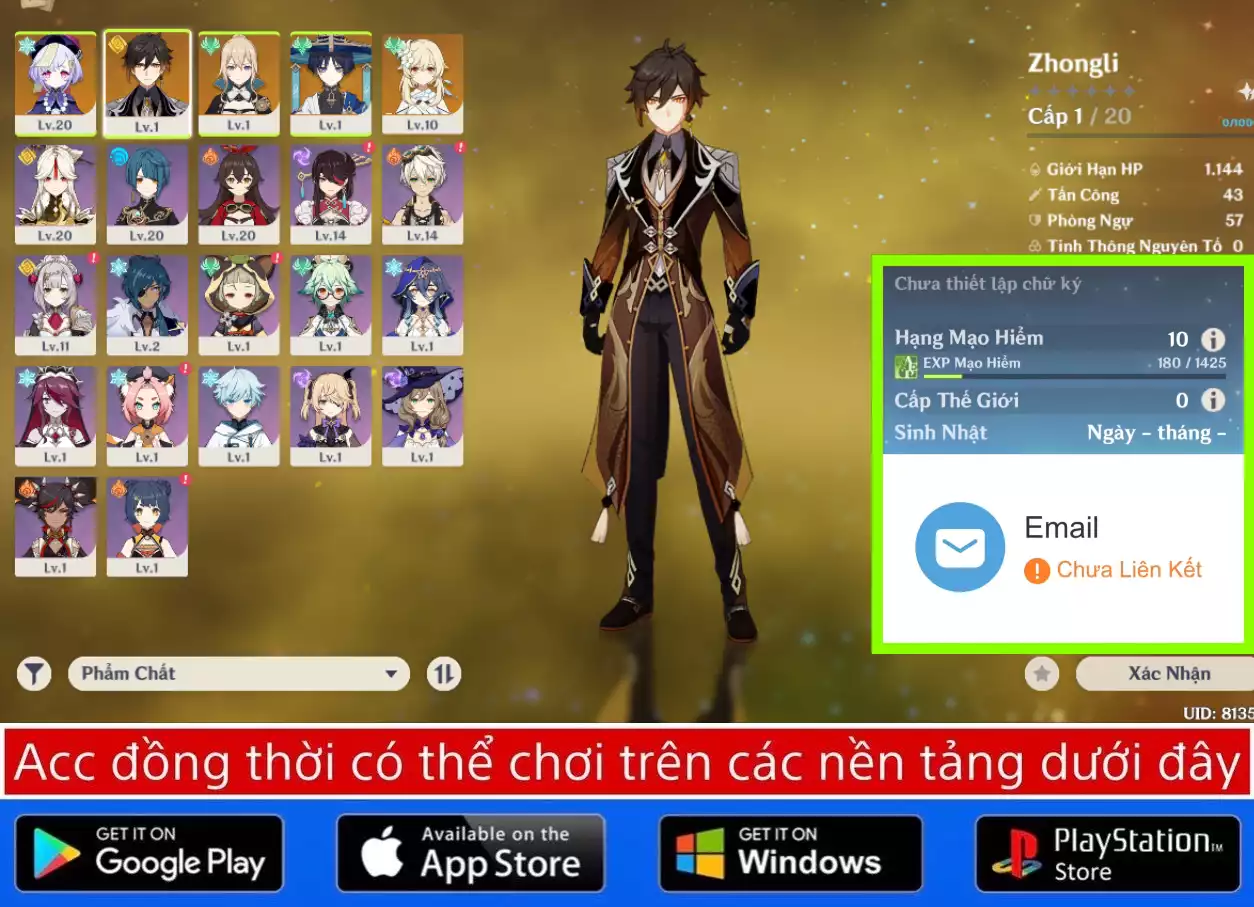 Lv.20
Lv.1
Lv.1
Lv.1
Lv.10
Lv.20
Lv.20
Lv.20
Lv.14
Lv.14
Lv.11
Lv.2
Lv.1
Lv.1
Lv.1
Lv.1
Lv.1
Lv.1
Lv.1
Lv.1
Lv.1
Lv.1
Phẩm Chất
Zhongli
Cấp 1 / 20
Giới Hạn HP 1.144
Tấn Công 43
Phòng Ngự 57
Tinh Thông Nguyên Tố 0
Chưa thiết lập chữ ký
Hạng Mạo Hiểm 10
EXP Mạo Hiểm 180 / 1425
Cấp Thế Giới 0
Sinh Nhật Ngày - tháng -
Email
Chưa Liên Kết
Xác Nhận
UID: 8135
Acc đồng thời có thể chơi trên các nền tảng dưới đây
GET IT ON
Google Play
Available on the
App Store
GET IT ON
Windows
PlayStation TM
Store